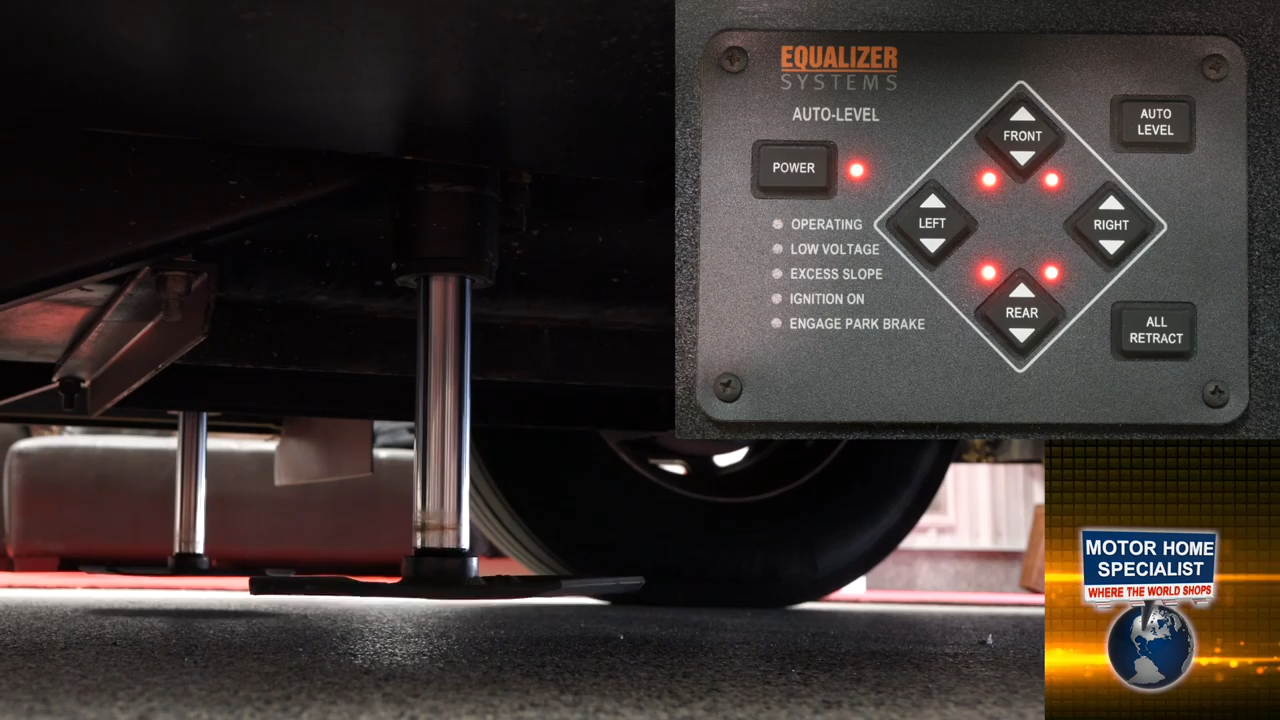 EQUALIZER
SYSTEMS
AUTO-LEVEL
POWER
OPERATING
LOW VOLTAGE
EXCESS SLOPE
IGNITION ON
ENGAGE PARK BRAKE
FRONT
LEFT
RIGHT
REAR
AUTO
LEVEL
ALL
RETRACT
MOTOR HOME
SPECIALIST
WHERE THE WORLD SHOPS